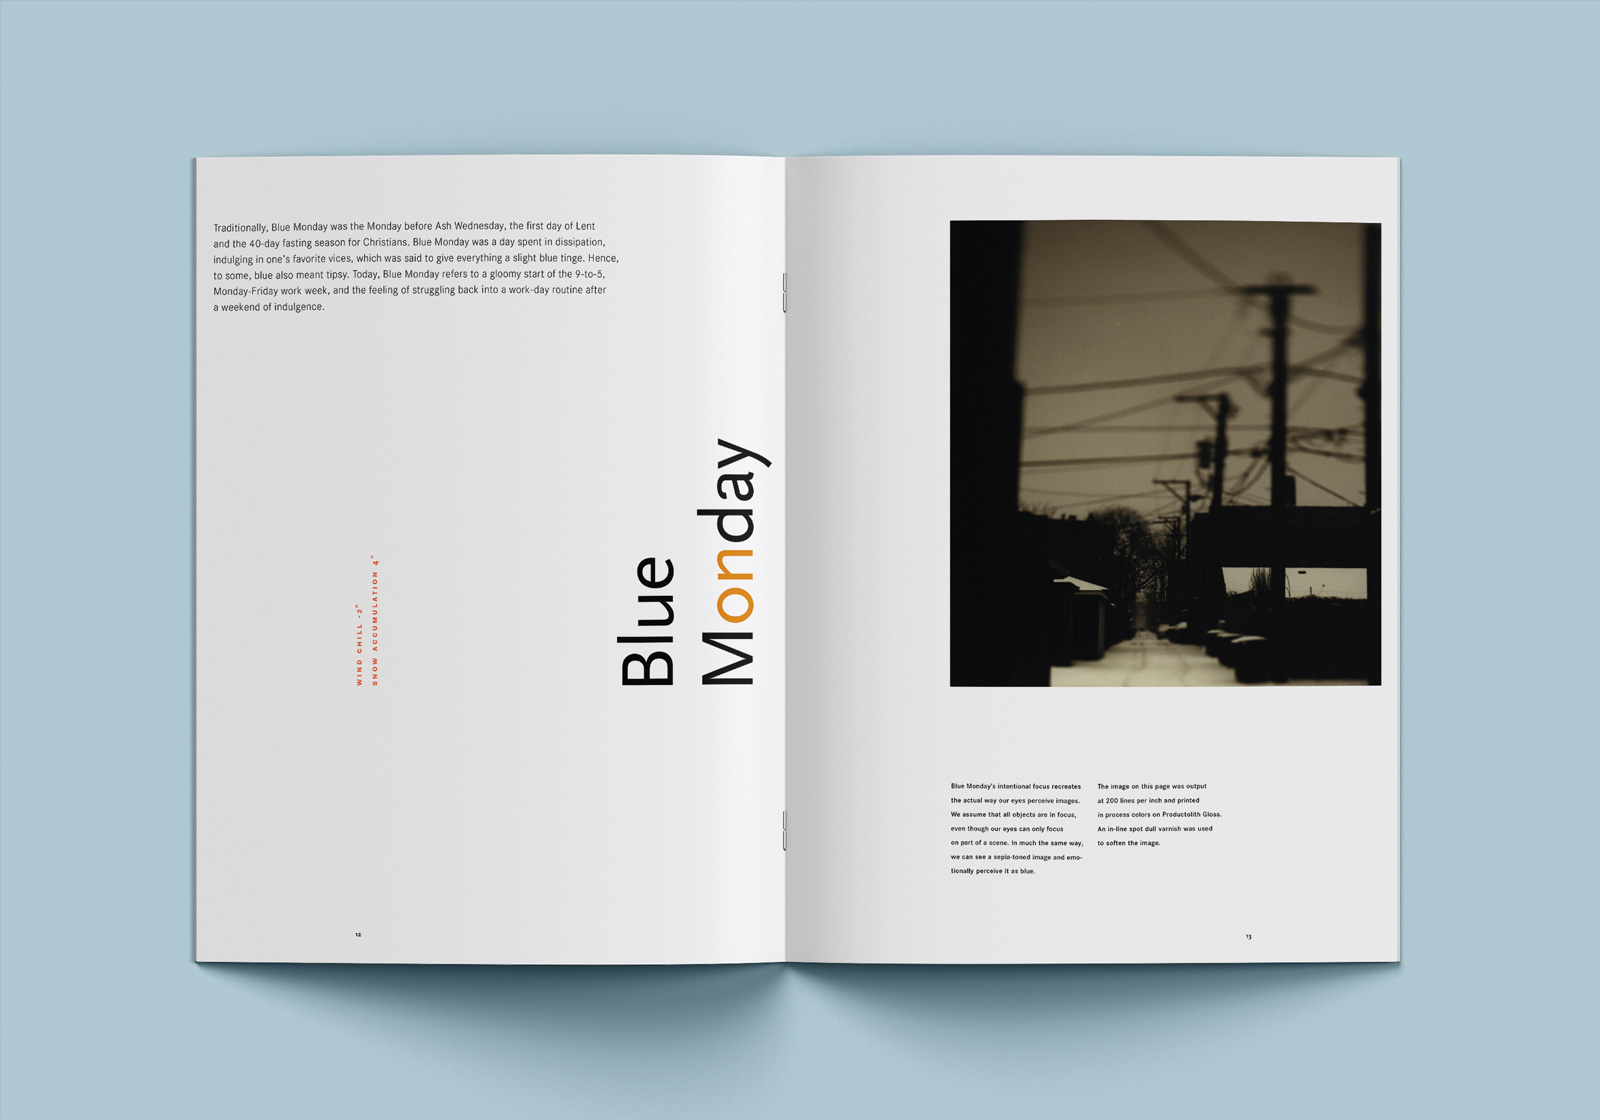 Traditionally, Blue Monday was the Monday before Ash Wednesday, the first day of Lent
and the 40-day fasting season for Christians. Blue Monday was a day spent in dissipation,
indulging in one's favorite vices, which was said to give everything a slight blue tinge. Hence,
to some, blue also meant tipsy. Today, Blue Monday refers to a gloomy start of the 9-to-5,
Monday-Friday work week, and the feeling of struggling back into a work-day routine after
a weekend of indulgence.
WIND CHILL -2°
SNOW ACCUMULATION 4"
Blue
Monday
12
Blue Monday's intentional focus recreates
the actual way our eyes perceive images.
We assume that all objects are in focus,
even though our eyes can only focus
on part of a scene. In much the same way,
we can see a sepia-toned image and emo-
tionally perceive it as blue.
The image on this page was output
at 200 lines per inch and printed
in process colors on Productolith Gloss.
An in-line spot dull varnish was used
to soften the image.
13